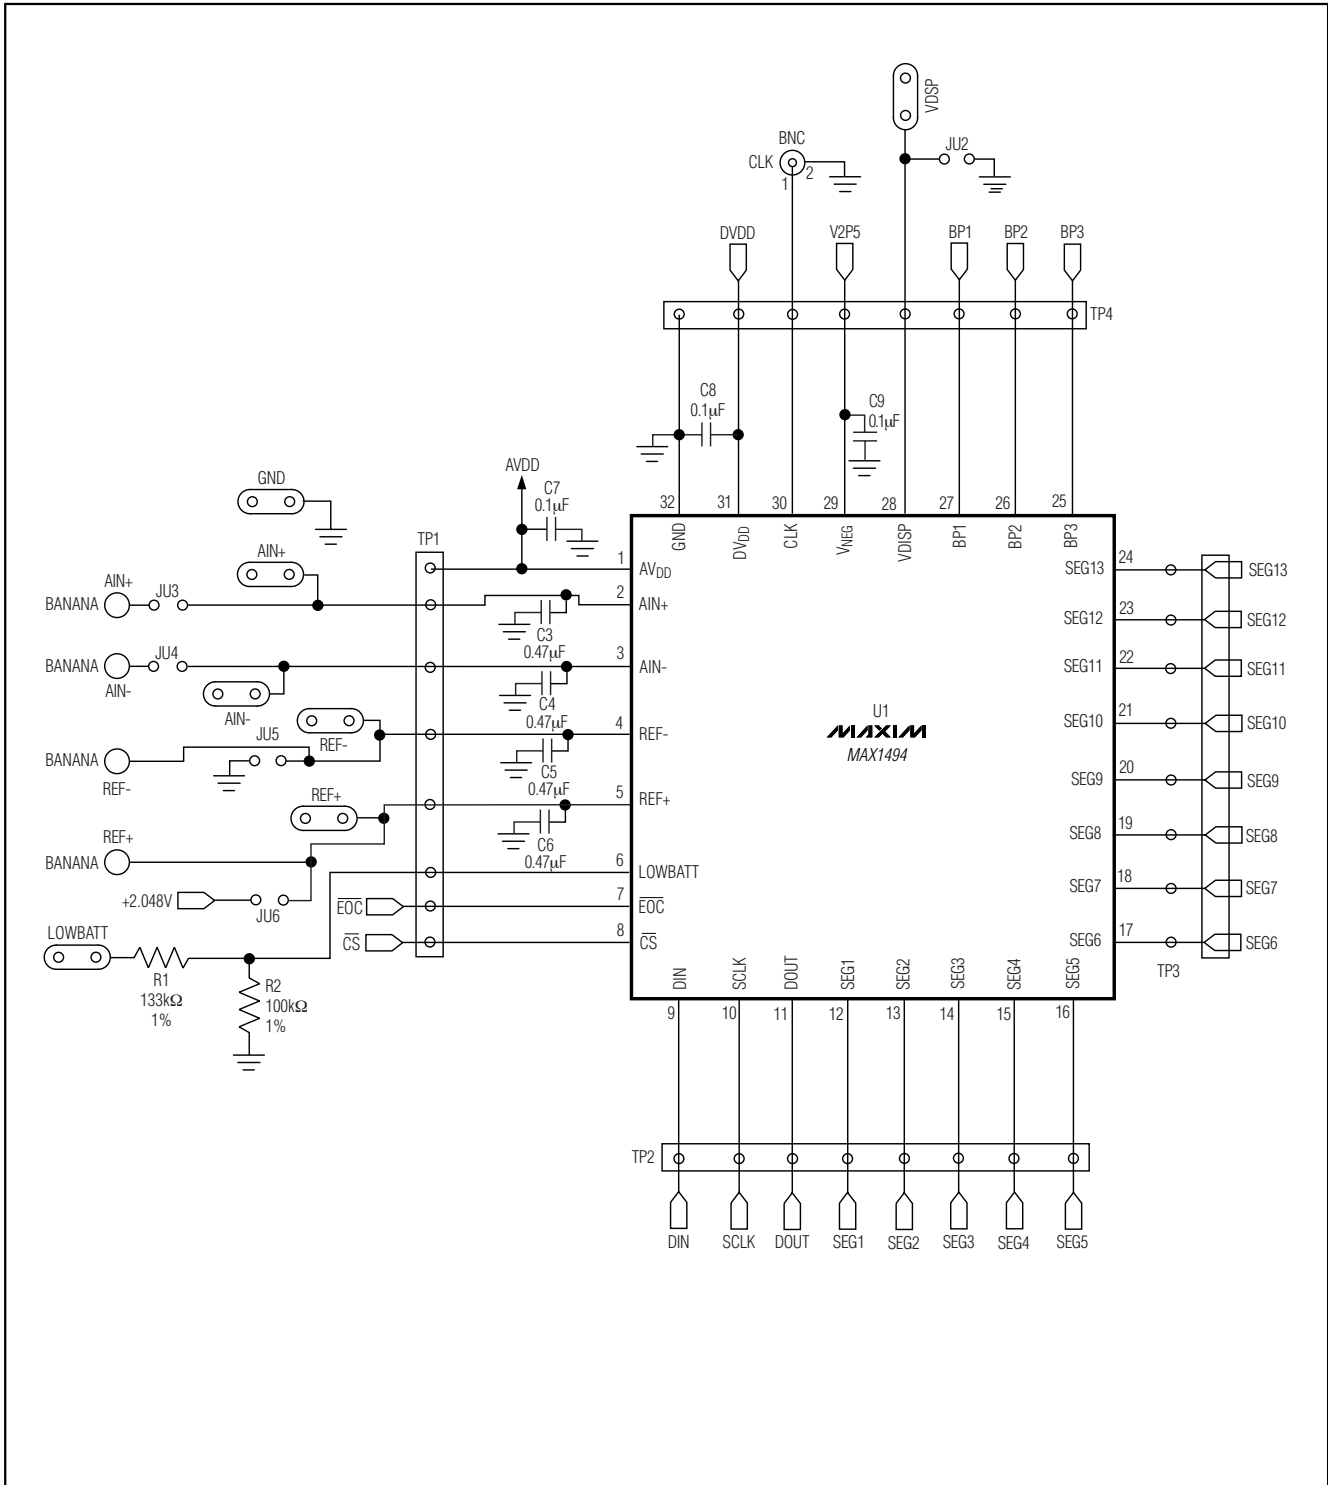 VDSP
BNC
CLK
1
2
JU2
DVDD
V2P5
BP1
BP2
BP3
TP4
C8
0.1µF
C9
0.1µF
AVDD
C7
0.1µF
GND
32
31
30
29
28
27
26
25
GND
DVDD
CLK
VNEG
VDISP
BP1
BP2
BP3
TP1
AIN+
AIN+
BANANA
JU3
1
AVDD
2
AIN+
C3
0.47µF
BANANA
JU4
AIN-
AIN-
3
AIN-
C4
0.47µF
JU5
REF-
BANANA
REF-
4
REF-
C5
0.47µF
REF+
REF+
BANANA
5
REF+
C6
0.47µF
+2.048V
JU6
6
LOWBATT
7
E̅O̅C̅
E̅O̅C̅
8
C̅S̅
C̅S̅
LOWBATT
R1
133kΩ
1%
R2
100kΩ
1%
U1
MAXIM
MAX1494
SEG13
24
SEG13
SEG12
23
SEG12
SEG11
22
SEG11
SEG10
21
SEG10
SEG9
20
SEG9
SEG8
19
SEG8
SEG7
18
SEG7
SEG6
17
SEG6
TP3
DIN
SCLK
DOUT
SEG1
SEG2
SEG3
SEG4
SEG5
9
10
11
12
13
14
15
16
TP2
DIN
SCLK
DOUT
SEG1
SEG2
SEG3
SEG4
SEG5